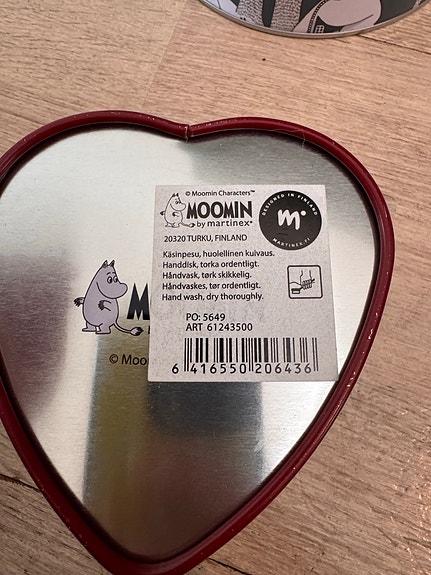 © Moomin Characters™
MOOMIN
by martinex®
DESIGNED IN FINLAND
m
MARTINEX.FI
20320 TURKU, FINLAND
Käsinpesu, huolellinen kuivaus.
Handdisk, torka ordentligt.
Håndvask, tørk skikkelig.
Håndvaskes, tør ordentligt.
Hand wash, dry thoroughly.
PO: 5649
ART 61243500
6 416550 206436
M
b
© Moo